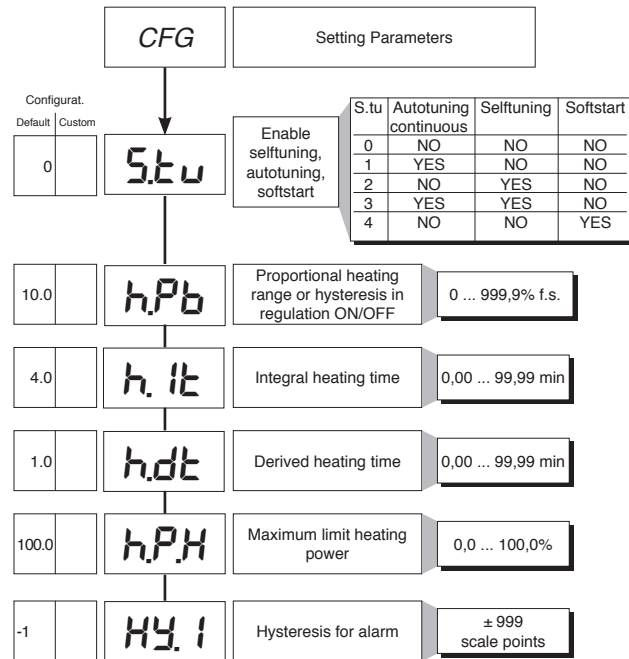 CFG
Setting Parameters
Configurat.
Default Custom
0
S.tu
Enable
selftuning,
autotuning,
softstart
S.tu Autotuning continuous Selftuning Softstart
0 NO NO NO
1 YES NO NO
2 NO YES NO
3 YES YES NO
4 NO NO YES
10.0
h.Pb
Proportional heating
range or hysteresis in
regulation ON/OFF
0 ... 999,9% f.s.
4.0
h.It
Integral heating time
0,00 ... 99,99 min
1.0
h.dt
Derived heating time
0,00 ... 99,99 min
100.0
h.P.H
Maximum limit heating
power
0,0 ... 100,0%
-1
HY.1
Hysteresis for alarm
± 999
scale points